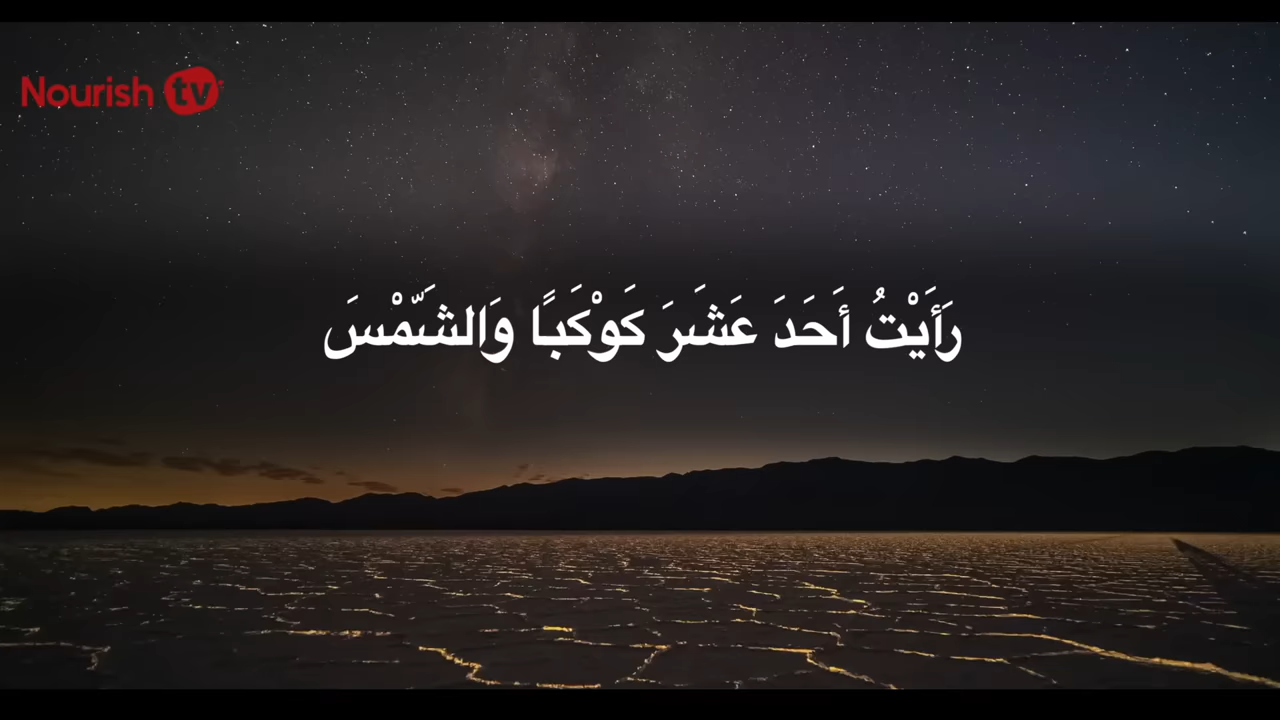 Nourish tv
رَأَيْتُ أَحَدَ عَشَرَ كَوْكَبًا وَالشَّمْسَ